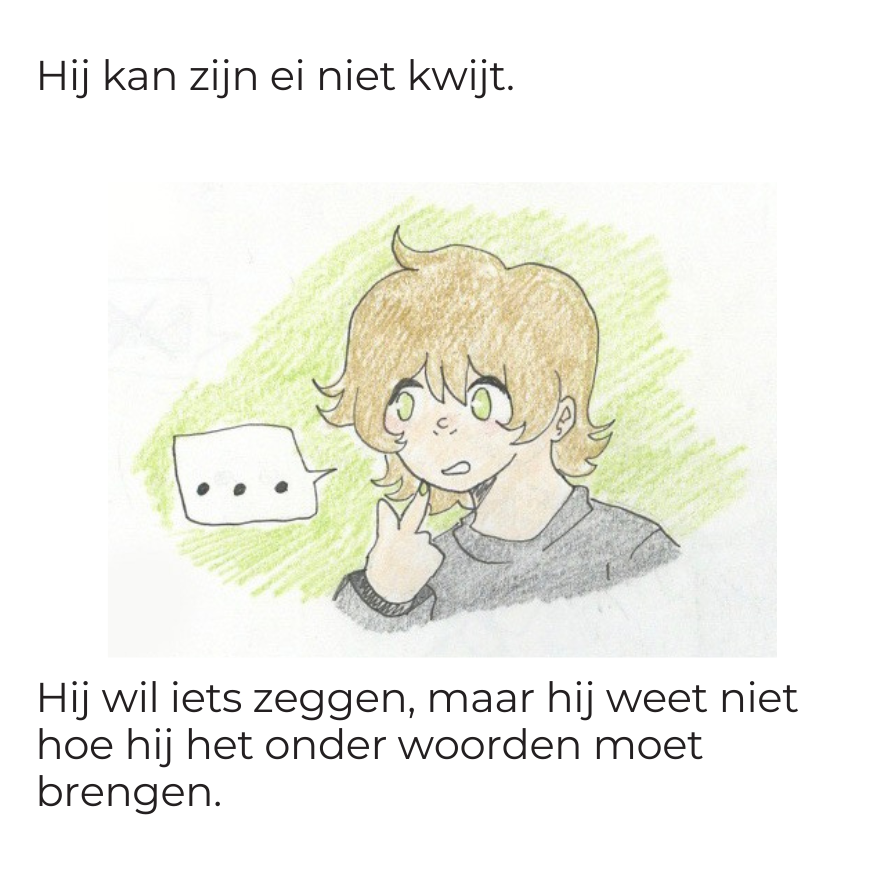 Hij kan zijn ei niet kwijt.
Hij wil iets zeggen, maar hij weet niet
hoe hij het onder woorden moet
brengen.